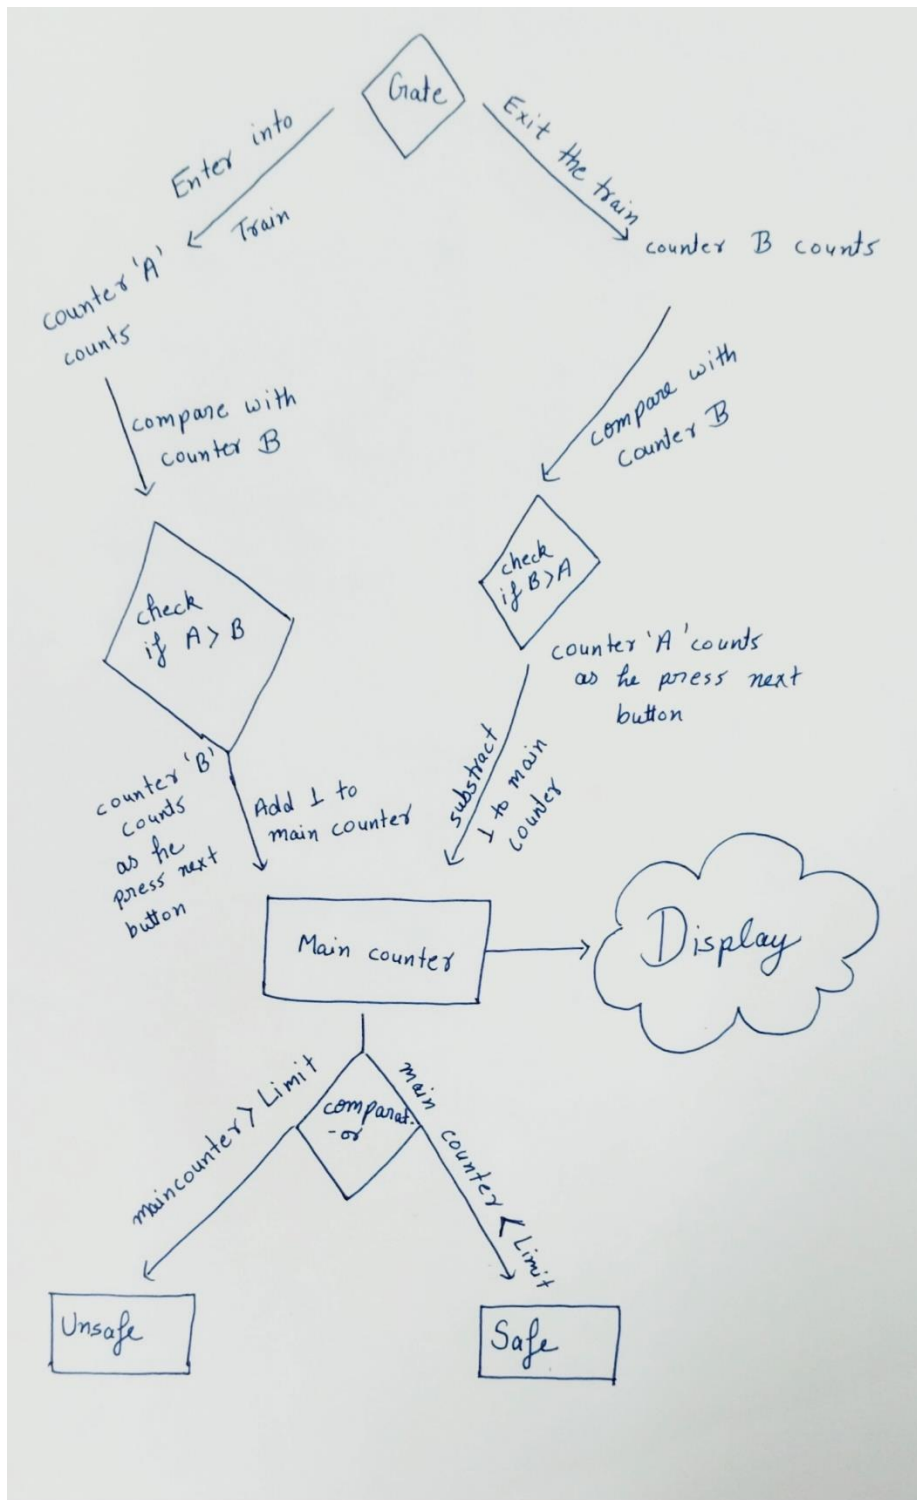 Gate
Enter into
Train
Exit the train
counter 'A'
counts
counter B counts
compare with
counter B
compare with
counter B
check
if A > B
check
if B>A
counter 'B'
counts
as he
press next
button
Add 1 to
main counter
substract
1 to main
counter
counter 'A' counts
as he press next
button
Main counter
Display
comparat
-or
maincounter > Limit
main counter < Limit
Unsafe
Safe